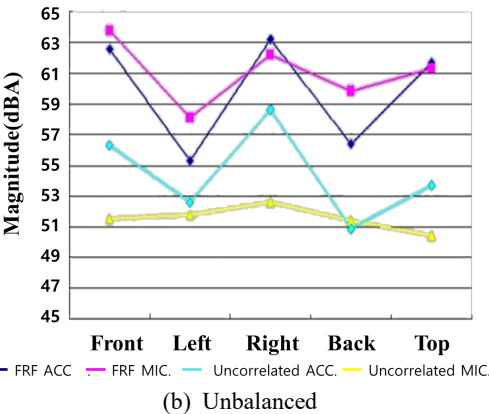 65
63
61
59
57
55
53
51
49
47
45
Magnitude(dBA)
Front Left Right Back Top
FRF ACC . FRF MIC. Uncorrelated ACC. Uncorrelated MIC.
(b) Unbalanced